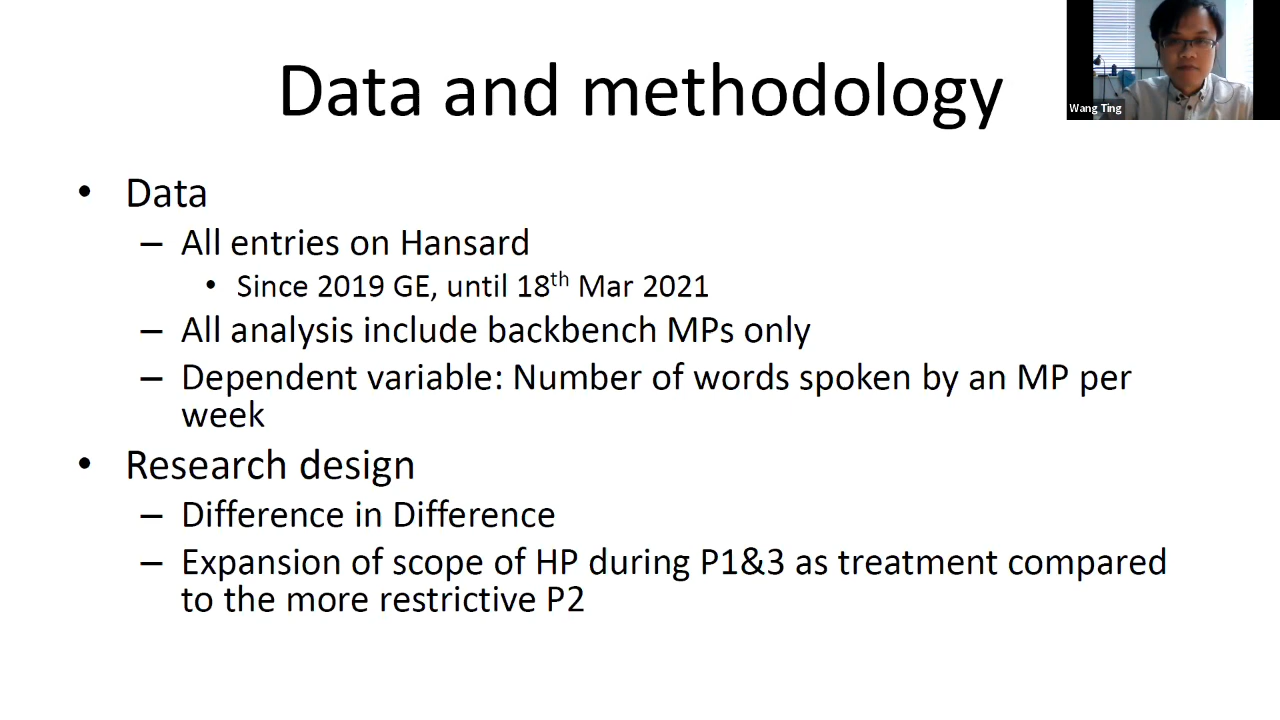 Data and methodology
Wang Ting
• Data
– All entries on Hansard
• Since 2019 GE, until 18th Mar 2021
– All analysis include backbench MPs only
– Dependent variable: Number of words spoken by an MP per
week
• Research design
– Difference in Difference
– Expansion of scope of HP during P1&3 as treatment compared
to the more restrictive P2